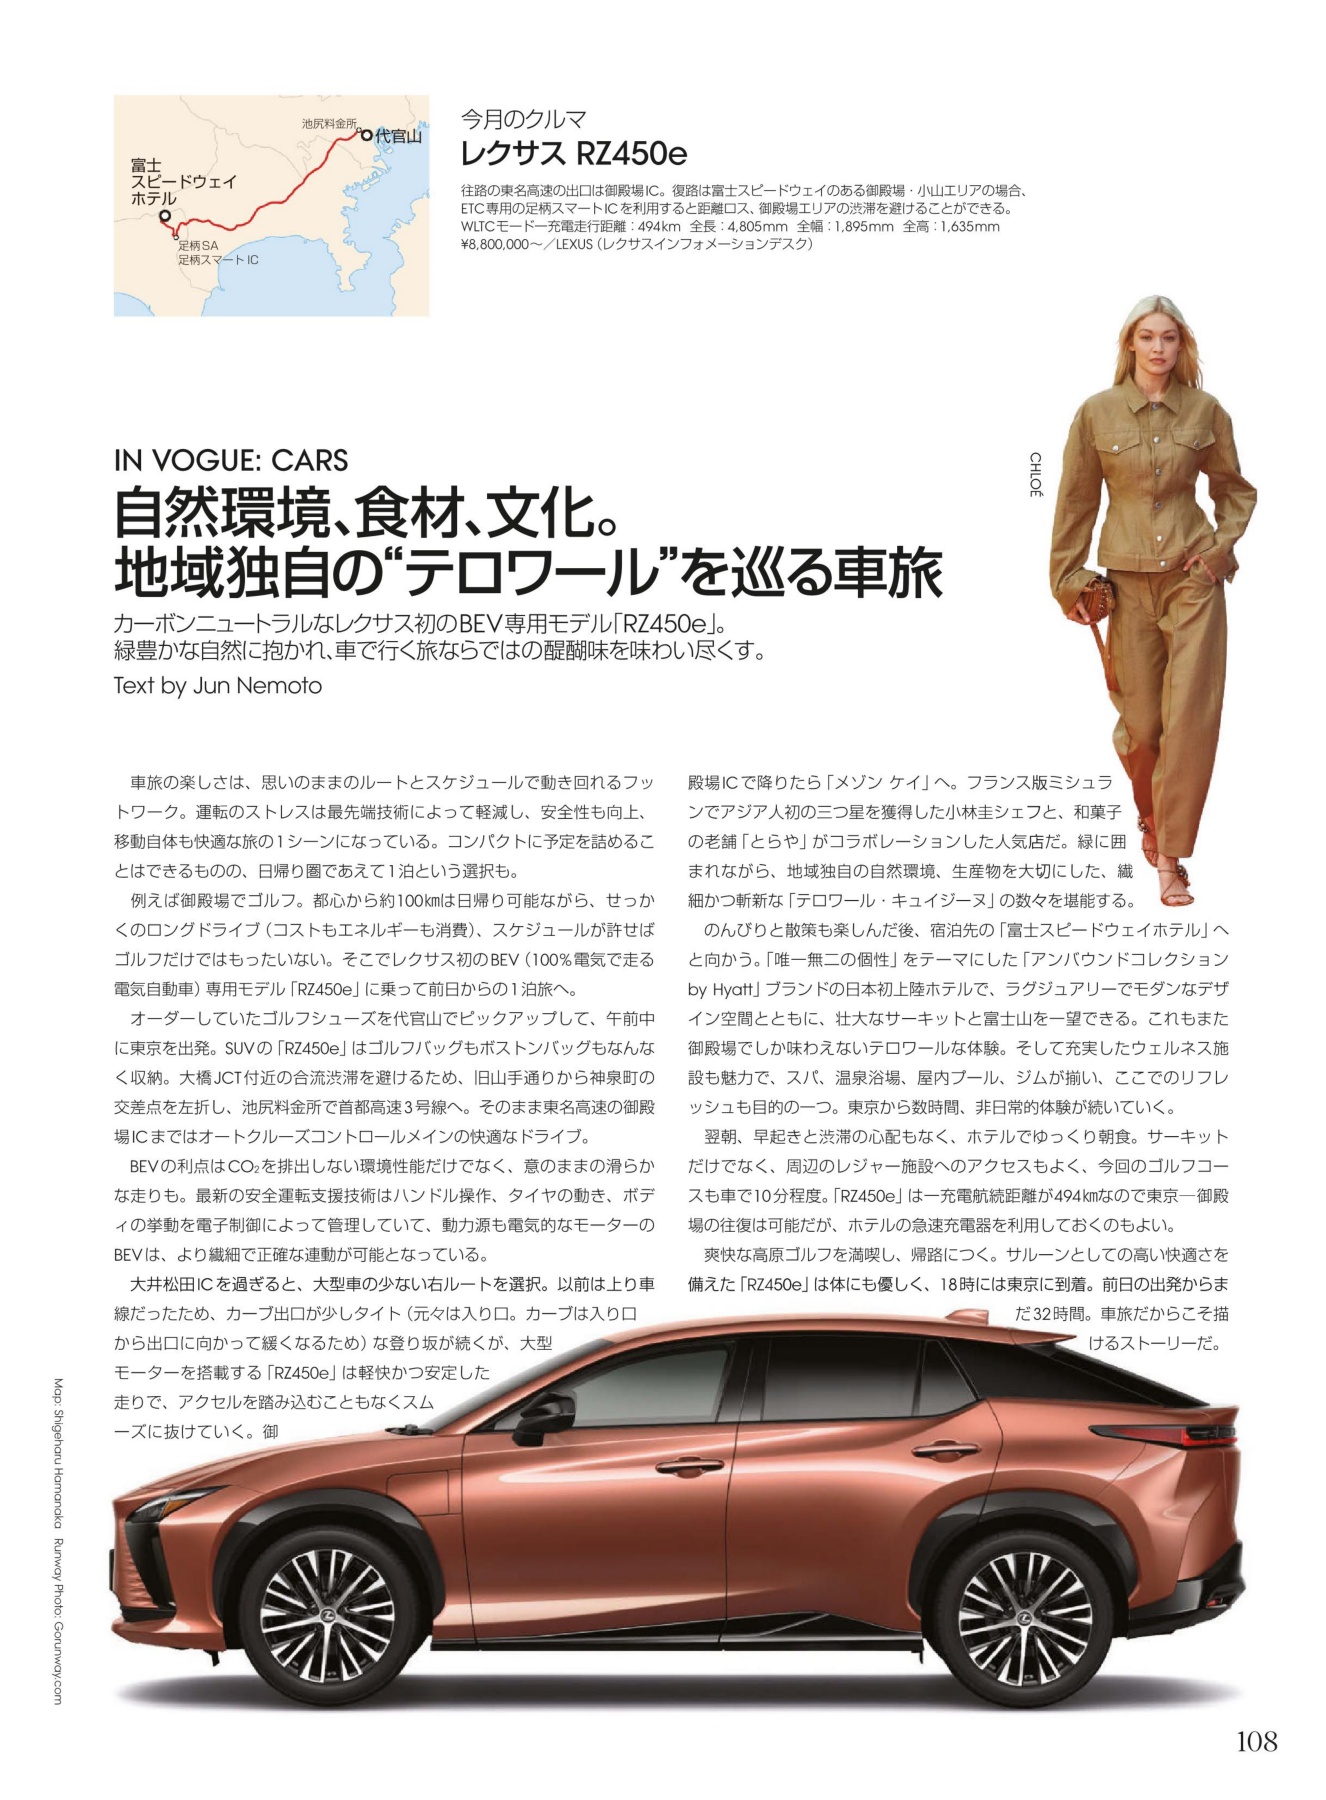 池尻料金所
代官山
富士
スピードウェイ
ホテル
足柄SA
足柄スマートIC
今月のクルマ
レクサス RZ450e
往路の東名高速の出口は御殿場IC。復路は富士スピードウェイのある御殿場・小山エリアの場合、
ETC専用の足柄スマートICを利用すると距離ロス、御殿場エリアの渋滞を避けることができる。
WLTCモード一充電走行距離：494km 全長：4,805mm 全幅：1,895mm 全高：1,635mm
¥8,800,000〜／LEXUS（レクサスインフォメーションデスク）
CHLOÉ
IN VOGUE: CARS
自然環境、食材、文化。
地域独自の“テロワール”を巡る車旅
カーボンニュートラルなレクサス初のBEV専用モデル「RZ450e」。
緑豊かな自然に抱かれ、車で行く旅ならではの醍醐味を味わい尽くす。
Text by Jun Nemoto
車旅の楽しさは、思いのままのルートとスケジュールで動き回れるフッ
トワーク。運転のストレスは最先端技術によって軽減し、安全性も向上、
移動自体も快適な旅の1シーンになっている。コンパクトに予定を詰めるこ
とはできるものの、日帰り圏であえて1泊という選択も。
例えば御殿場でゴルフ。都心から約100㎞は日帰り可能ながら、せっか
くのロングドライブ（コストもエネルギーも消費）、スケジュールが許せば
ゴルフだけではもったいない。そこでレクサス初のBEV（100%電気で走る
電気自動車）専用モデル「RZ450e」に乗って前日からの1泊旅へ。
オーダーしていたゴルフシューズを代官山でピックアップして、午前中
に東京を出発。SUVの「RZ450e」はゴルフバッグもボストンバッグもなんな
く収納。大橋JCT付近の合流渋滞を避けるため、旧山手通りから神泉町の
交差点を左折し、池尻料金所で首都高速3号線へ。そのまま東名高速の御殿
場ICまではオートクルーズコントロールメインの快適なドライブ。
BEVの利点はCO₂を排出しない環境性能だけでなく、意のままの滑らか
な走りも。最新の安全運転支援技術はハンドル操作、タイヤの動き、ボデ
ィの挙動を電子制御によって管理していて、動力源も電気的なモーターの
BEVは、より繊細で正確な連動が可能となっている。
大井松田ICを過ぎると、大型車の少ない右ルートを選択。以前は上り車
線だったため、カーブ出口が少しタイト（元々は入り口。カーブは入り口
から出口に向かって緩くなるため）な登り坂が続くが、大型
モーターを搭載する「RZ450e」は軽快かつ安定した
走りで、アクセルを踏み込むこともなくスム
ーズに抜けていく。御
殿場ICで降りたら「メゾン ケイ」へ。フランス版ミシュラ
ンでアジア人初の三つ星を獲得した小林圭シェフと、和菓子
の老舗「とらや」がコラボレーションした人気店だ。緑に囲
まれながら、地域独自の自然環境、生産物を大切にした、繊
細かつ斬新な「テロワール・キュイジーヌ」の数々を堪能する。
のんびりと散策も楽しんだ後、宿泊先の「富士スピードウェイホテル」へ
と向かう。「唯一無二の個性」をテーマにした「アンバウンドコレクション
by Hyatt」ブランドの日本初上陸ホテルで、ラグジュアリーでモダンなデザ
イン空間とともに、壮大なサーキットと富士山を一望できる。これもまた
御殿場でしか味わえないテロワールな体験。そして充実したウェルネス施
設も魅力で、スパ、温泉浴場、屋内プール、ジムが揃い、ここでのリフレ
ッシュも目的の一つ。東京から数時間、非日常的体験が続いていく。
翌朝、早起きと渋滞の心配もなく、ホテルでゆっくり朝食。サーキット
だけでなく、周辺のレジャー施設へのアクセスもよく、今回のゴルフコー
スも車で10分程度。「RZ450e」は一充電航続距離が494㎞なので東京―御殿
場の往復は可能だが、ホテルの急速充電器を利用しておくのもよい。
爽快な高原ゴルフを満喫し、帰路につく。サルーンとしての高い快適さを
備えた「RZ450e」は体にも優しく、18時には東京に到着。前日の出発からま
だ32時間。車旅だからこそ描
けるストーリーだ。
Map: Shigeharu Hamanaka Runway Photo: Gorunway.com
108